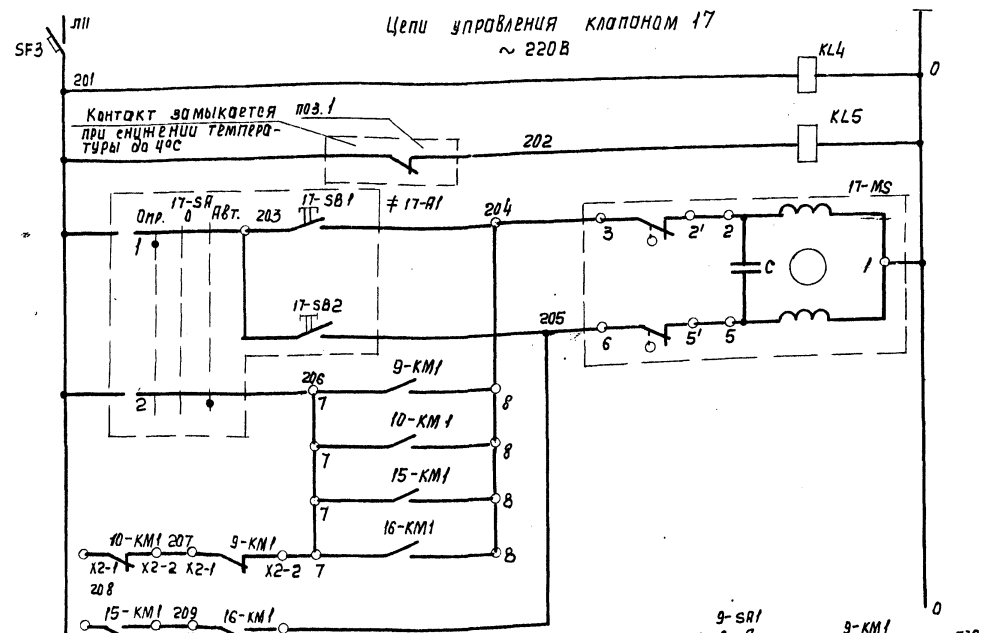 Л11
Цепи управления клапаном 17
~ 220В
SF3
KL4
0
201
Контакт замыкается поз.1
при снижении темпера-
туры до 4°С
202
KL5
17-SA
Опр. 0 Авт. 203
17-SB1
≠ 17-А1
204
17-MS
1
3
2' 2
C
1
17-SB2
205
6
5' 5
2
206
7
9-KM1
8
10-KM1
7
8
15-KM1
7
8
16-KM1
10-KM1 207 9-KM1
X2-1 X2-2 X2-1 X2-2 7
8
208
15-KM1 209 16-KM1
0
9-SA1
9-KM1